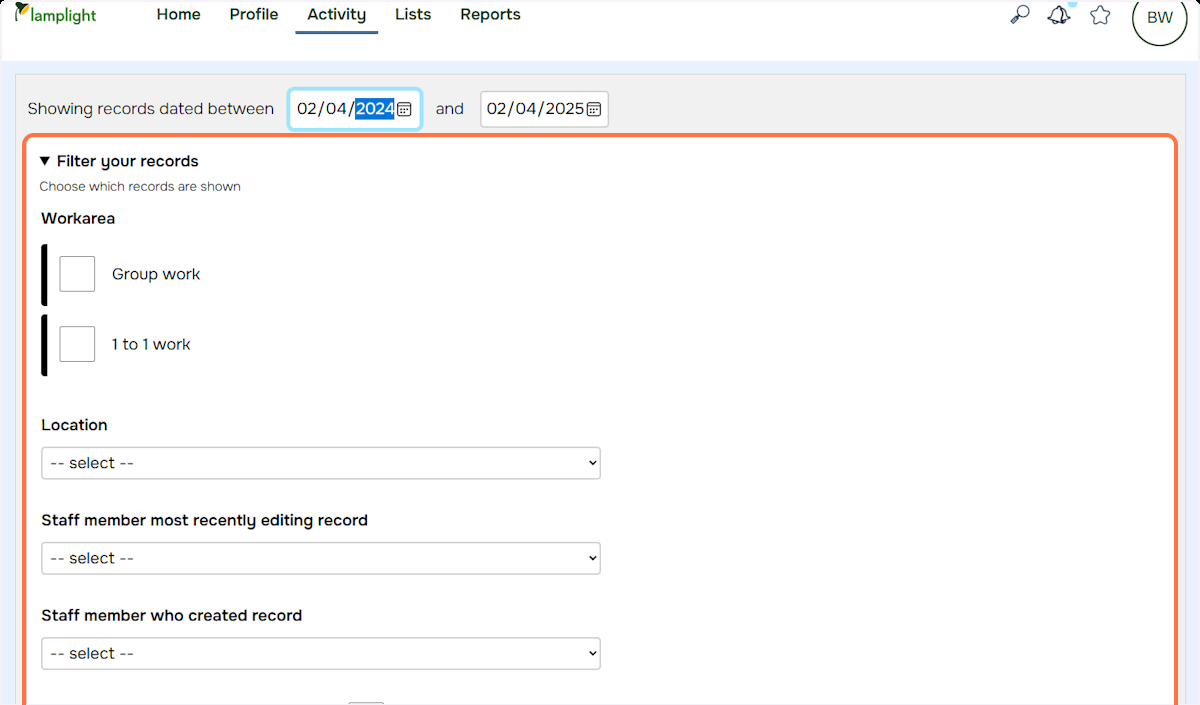 lamplight Home Profile Activity Lists Reports BW
Showing records dated between 02/04/2024 and 02/04/2025
▼ Filter your records
Choose which records are shown
Workarea
Group work
1 to 1 work
Location
-- select --
Staff member most recently editing record
-- select --
Staff member who created record
-- select --